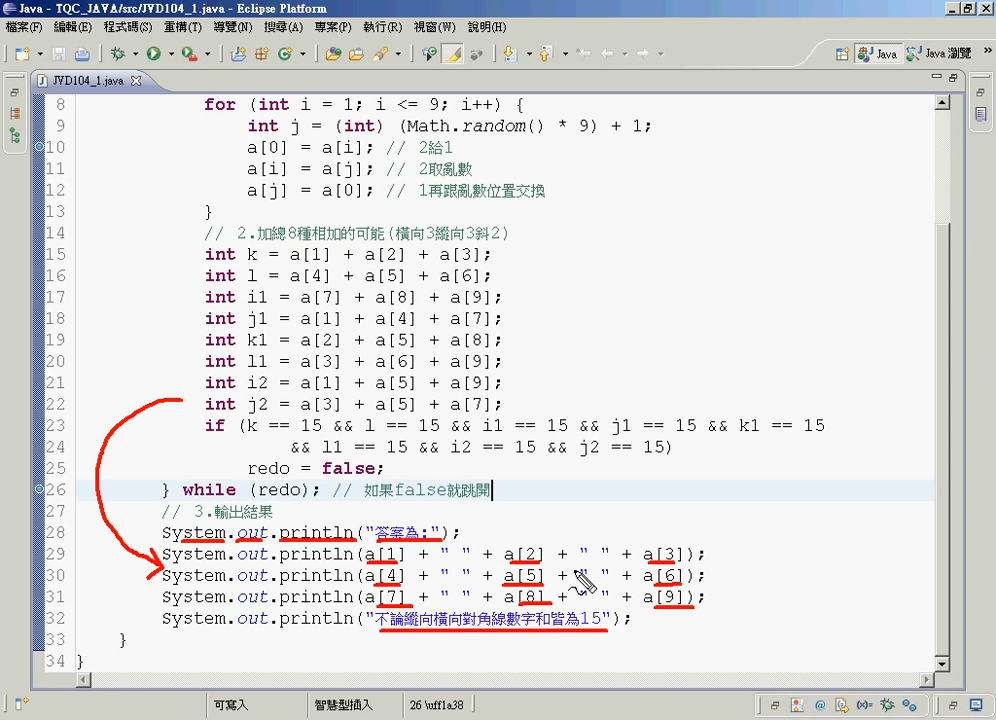 Java - TQC_JAVA/src/JVD104_1.java - Eclipse Platform
檔案(F) 編輯(E) 程式碼(S) 重構(T) 導覽(N) 搜尋(A) 專案(P) 執行(R) 視窗(W) 說明(H)
Java Java 瀏覽 »
JVD104_1.java
8 for (int i = 1; i <= 9; i++) {
9 int j = (int) (Math.random() * 9) + 1;
10 a[0] = a[i]; // 2給1
11 a[i] = a[j]; // 2取亂數
12 a[j] = a[0]; // 1再跟亂數位置交換
13 }
14 // 2.加總8種相加的可能(橫向3縱向3斜2)
15 int k = a[1] + a[2] + a[3];
16 int l = a[4] + a[5] + a[6];
17 int i1 = a[7] + a[8] + a[9];
18 int j1 = a[1] + a[4] + a[7];
19 int k1 = a[2] + a[5] + a[8];
20 int l1 = a[3] + a[6] + a[9];
21 int i2 = a[1] + a[5] + a[9];
22 int j2 = a[3] + a[5] + a[7];
23 if (k == 15 && l == 15 && i1 == 15 && j1 == 15 && k1 == 15
24 && l1 == 15 && i2 == 15 && j2 == 15)
25 redo = false;
26 } while (redo); // 如果false就跳開
27 // 3.輸出結果
28 System.out.println("答案為:");
29 System.out.println(a[1] + " " + a[2] + " " + a[3]);
30 System.out.println(a[4] + " " + a[5] + " " + a[6]);
31 System.out.println(a[7] + " " + a[8] + " " + a[9]);
32 System.out.println("不論縱向橫向對角線數字和皆為15");
33 }
34 }
可寫入 智慧型插入 26 \uff1a38